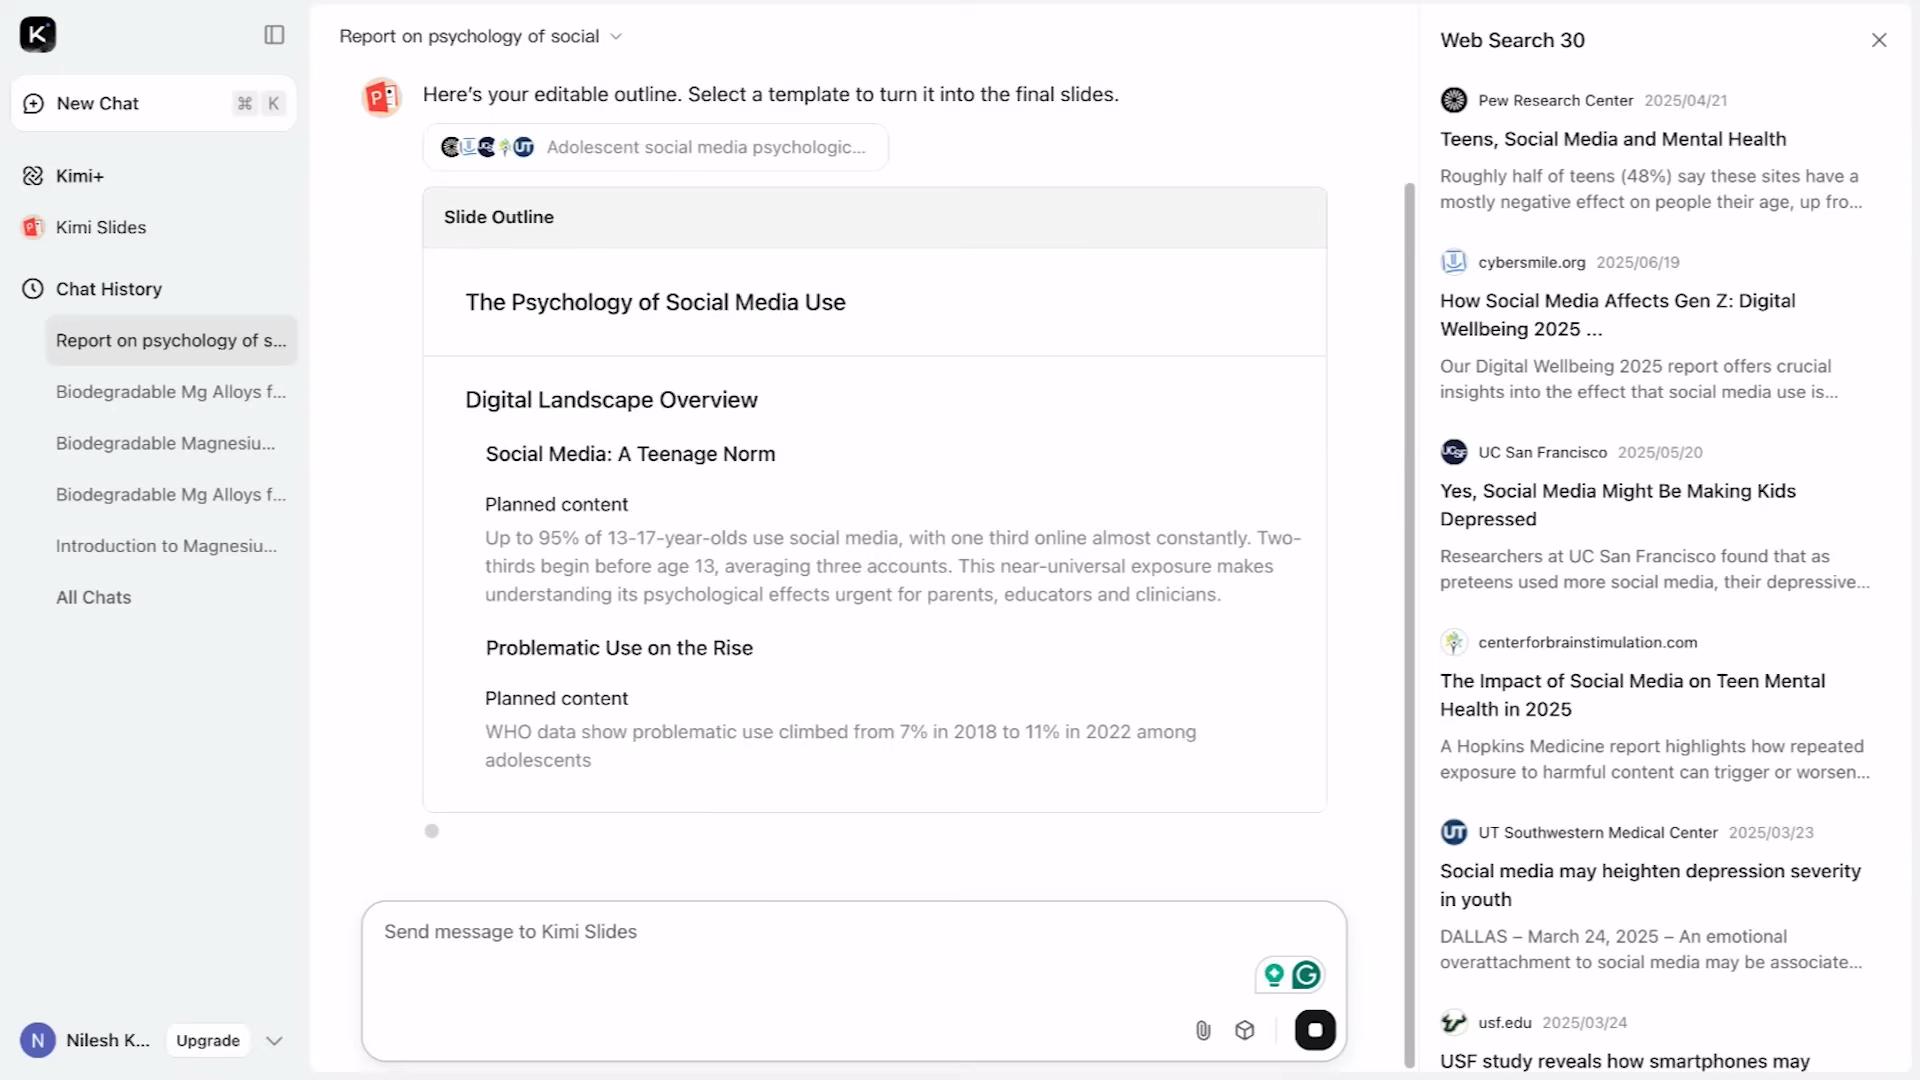 K
New Chat
⌘ K
Kimi+
Kimi Slides
Chat History
Report on psychology of s...
Biodegradable Mg Alloys f...
Biodegradable Magnesiu...
Biodegradable Mg Alloys f...
Introduction to Magnesiu...
All Chats
N Nilesh K... Upgrade
Report on psychology of social
Here's your editable outline. Select a template to turn it into the final slides.
UCSF UT Adolescent social media psychologic...
Slide Outline
The Psychology of Social Media Use
Digital Landscape Overview
Social Media: A Teenage Norm
Planned content
Up to 95% of 13-17-year-olds use social media, with one third online almost constantly. Two-
thirds begin before age 13, averaging three accounts. This near-universal exposure makes
understanding its psychological effects urgent for parents, educators and clinicians.
Problematic Use on the Rise
Planned content
WHO data show problematic use climbed from 7% in 2018 to 11% in 2022 among
adolescents
Send message to Kimi Slides
Web Search 30
Pew Research Center 2025/04/21
Teens, Social Media and Mental Health
Roughly half of teens (48%) say these sites have a
mostly negative effect on people their age, up fro...
cybersmile.org 2025/06/19
How Social Media Affects Gen Z: Digital
Wellbeing 2025 ...
Our Digital Wellbeing 2025 report offers crucial
insights into the effect that social media use is...
UCSF UC San Francisco 2025/05/20
Yes, Social Media Might Be Making Kids
Depressed
Researchers at UC San Francisco found that as
preteens used more social media, their depressive...
centerforbrainstimulation.com
The Impact of Social Media on Teen Mental
Health in 2025
A Hopkins Medicine report highlights how repeated
exposure to harmful content can trigger or worsen...
UT UT Southwestern Medical Center 2025/03/23
Social media may heighten depression severity
in youth
DALLAS – March 24, 2025 – An emotional
overattachment to social media may be associate...
usf.edu 2025/03/24
USF study reveals how smartphones may